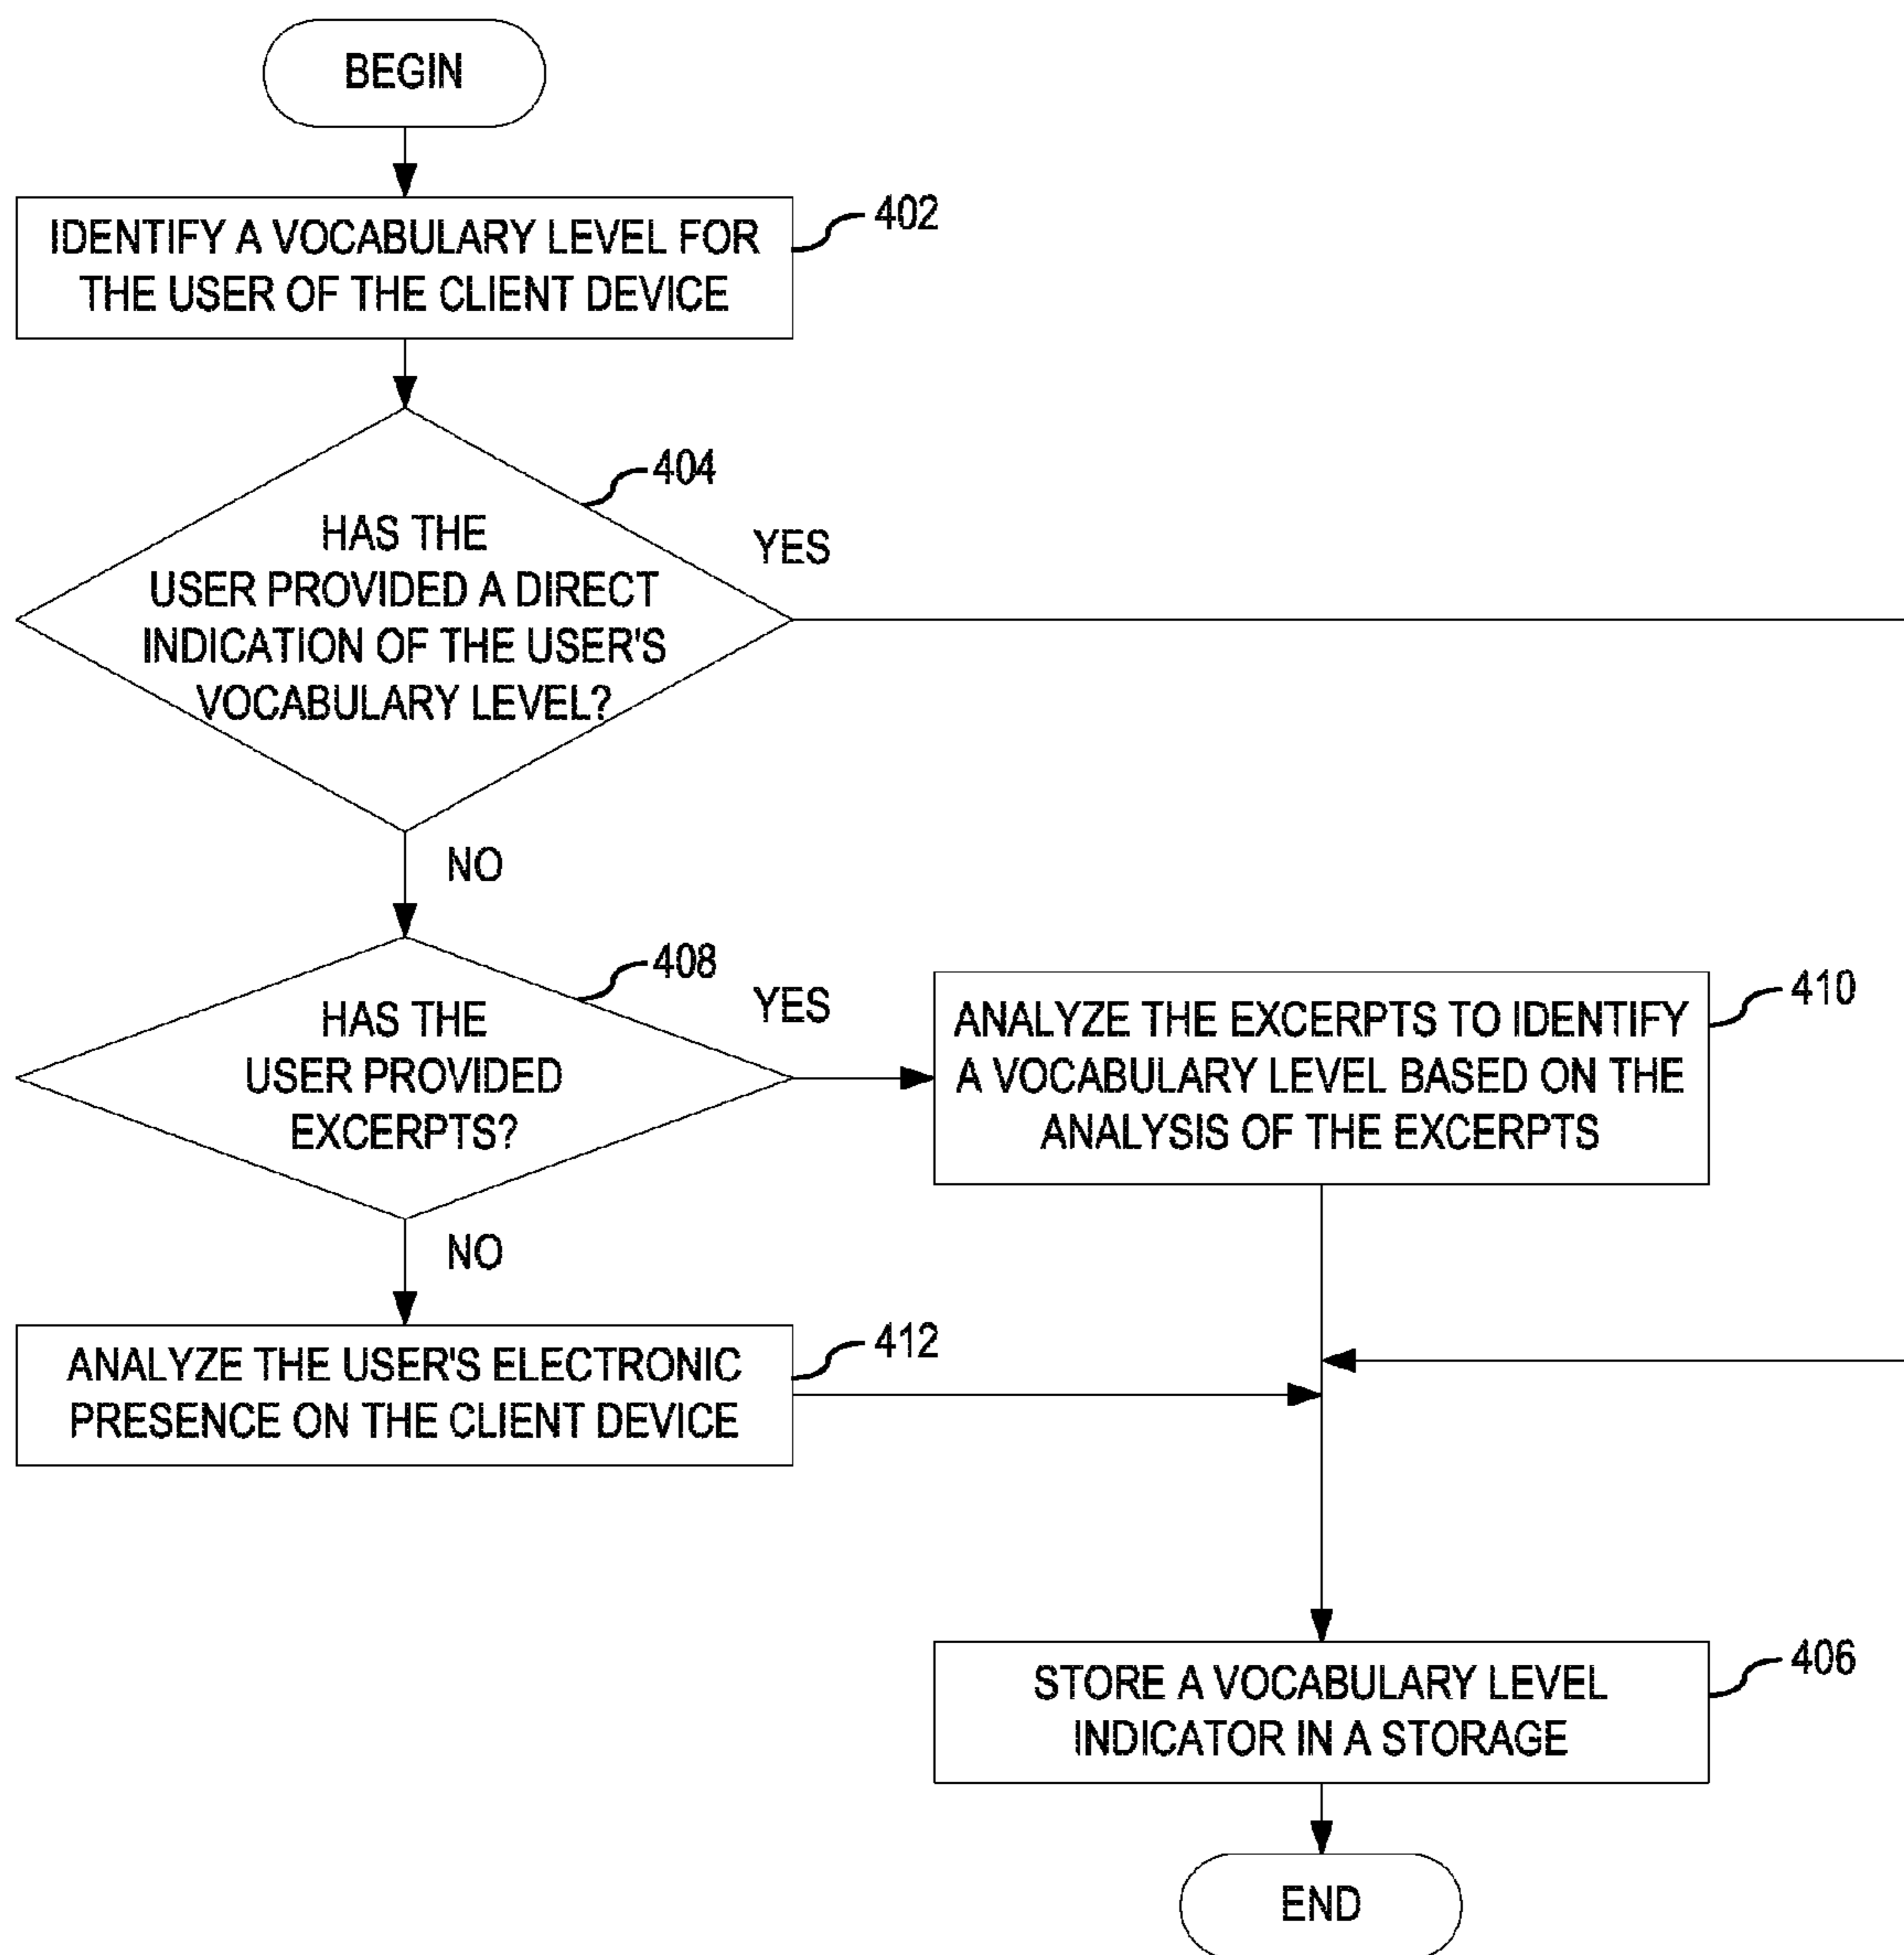 BEGIN
IDENTIFY A VOCABULARY LEVEL FOR
THE USER OF THE CLIENT DEVICE
402
404
HAS THE
USER PROVIDED A DIRECT
INDICATION OF THE USER'S
VOCABULARY LEVEL?
YES
NO
408
HAS THE
USER PROVIDED
EXCERPTS?
YES
ANALYZE THE EXCERPTS TO IDENTIFY
A VOCABULARY LEVEL BASED ON THE
ANALYSIS OF THE EXCERPTS
410
NO
ANALYZE THE USER'S ELECTRONIC
PRESENCE ON THE CLIENT DEVICE
412
STORE A VOCABULARY LEVEL
INDICATOR IN A STORAGE
406
END